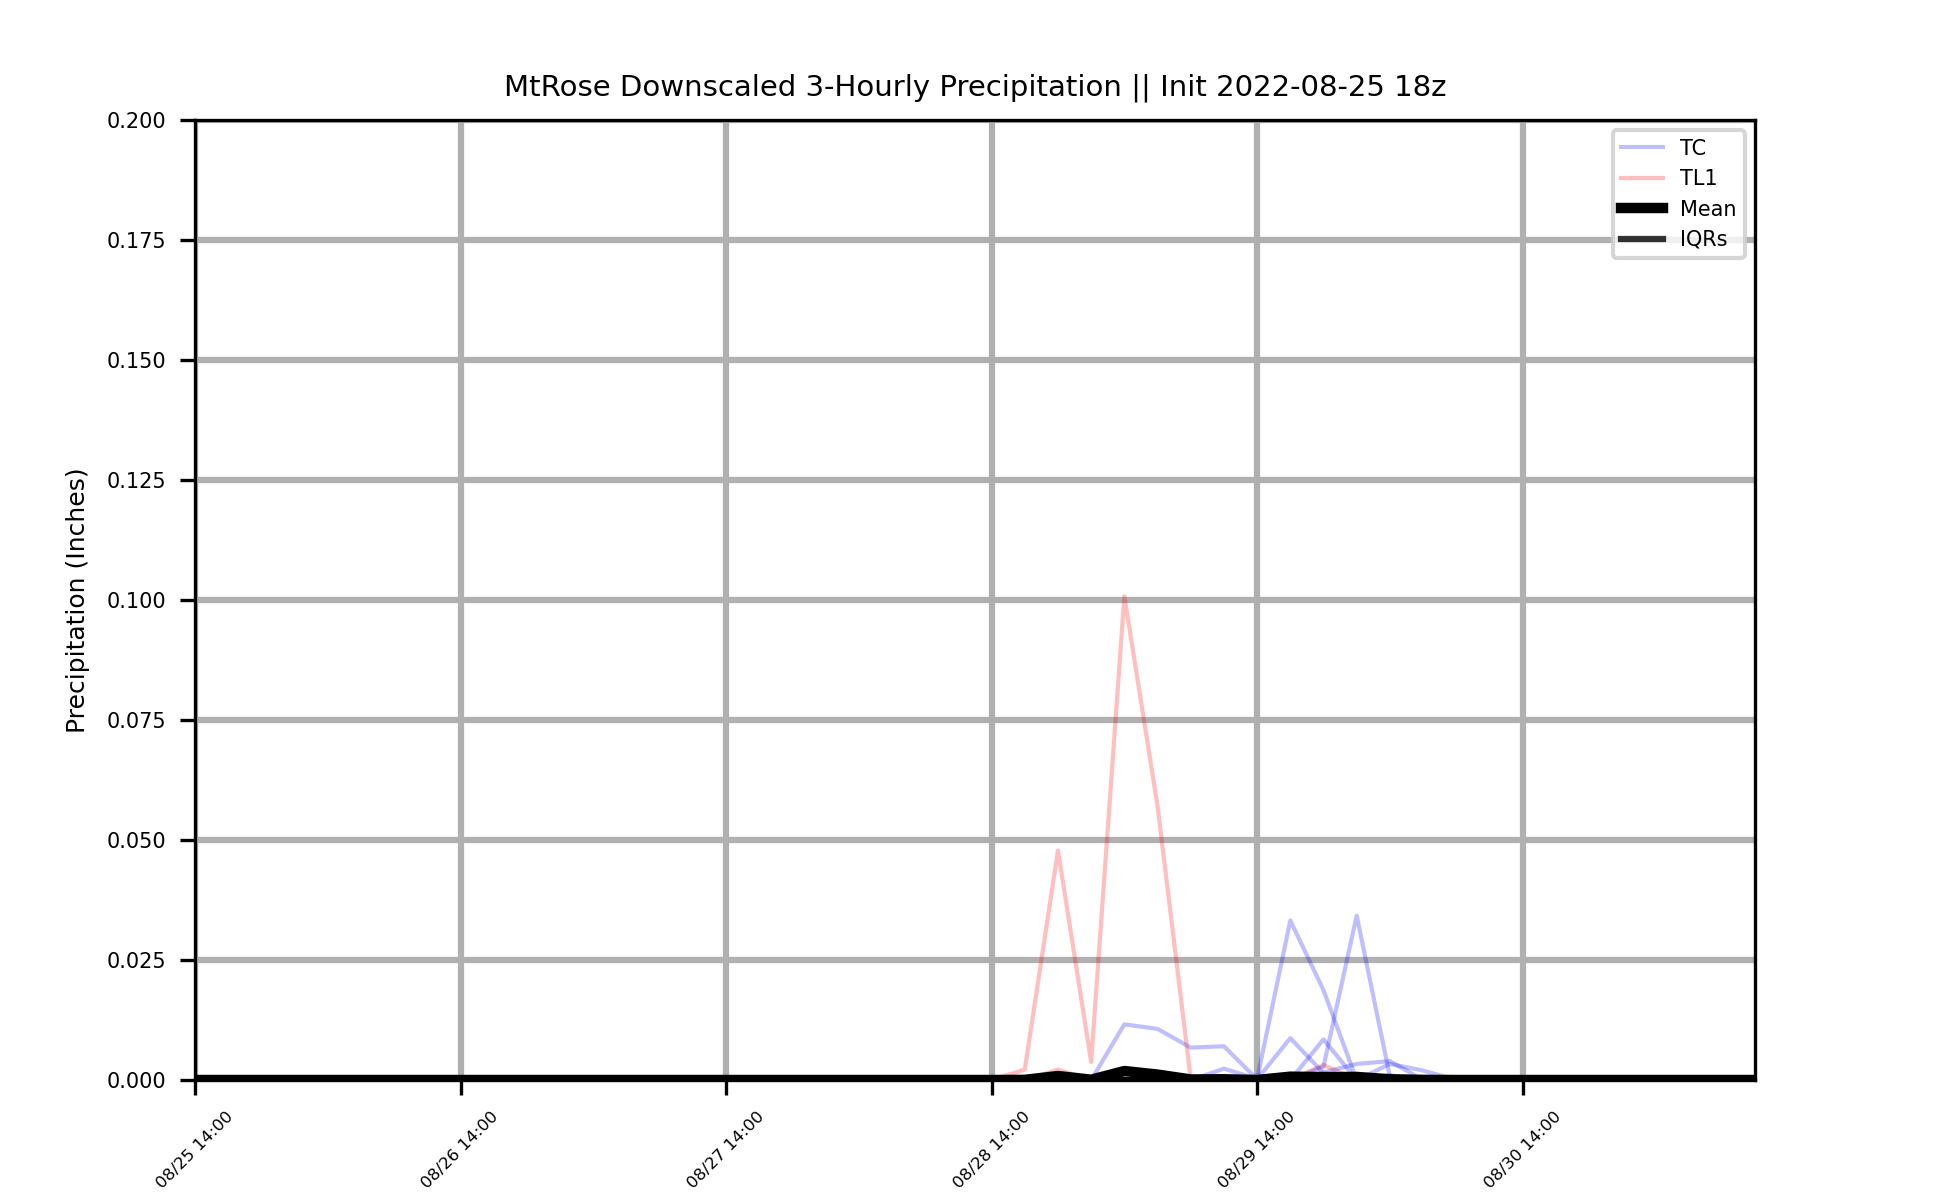 MtRose Downscaled 3-Hourly Precipitation || Init 2022-08-25 18z
TC
TL1
Mean
IQRs
Precipitation (Inches)
0.200
0.175
0.150
0.125
0.100
0.075
0.050
0.025
0.000
08/25 14:00
08/26 14:00
08/27 14:00
08/28 14:00
08/29 14:00
08/30 14:00